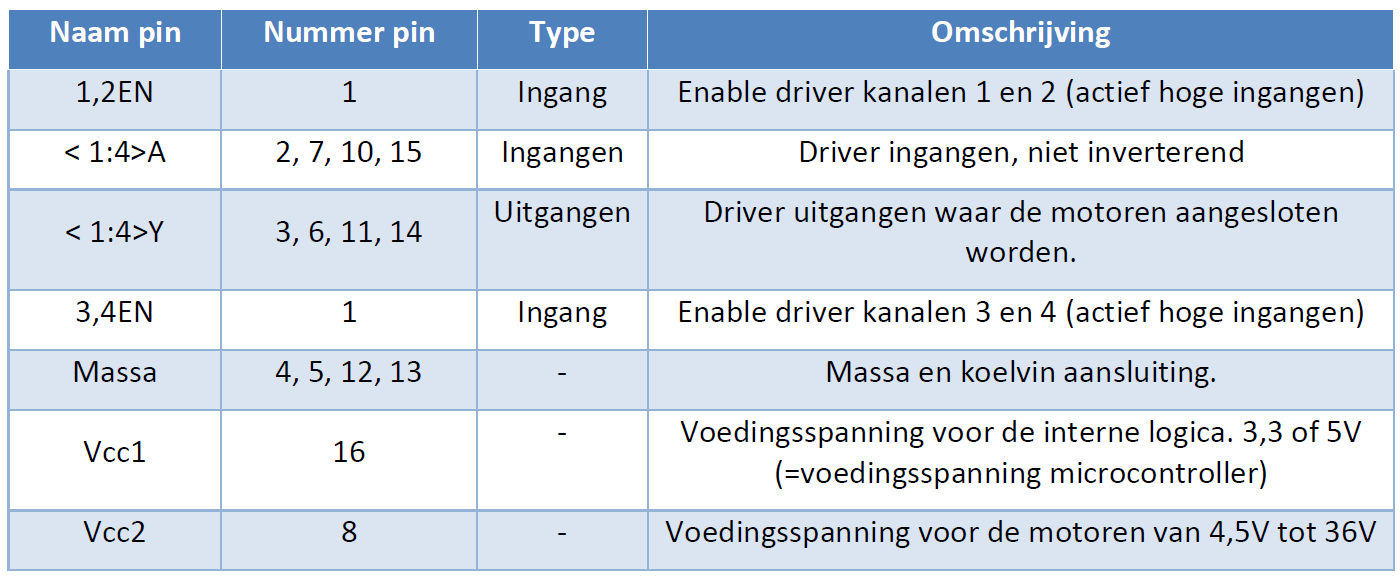 Naam pin Nummer pin Type Omschrijving
1,2EN 1 Ingang Enable driver kanalen 1 en 2 (actief hoge ingangen)
< 1:4>A 2, 7, 10, 15 Ingangen Driver ingangen, niet inverterend
< 1:4>Y 3, 6, 11, 14 Uitgangen Driver uitgangen waar de motoren aangesloten
worden.
3,4EN 1 Ingang Enable driver kanalen 3 en 4 (actief hoge ingangen)
Massa 4, 5, 12, 13 - Massa en koelvin aansluiting.
Vcc1 16 - Voedingsspanning voor de interne logica. 3,3 of 5V
(=voedingsspanning microcontroller)
Vcc2 8 - Voedingsspanning voor de motoren van 4,5V tot 36V